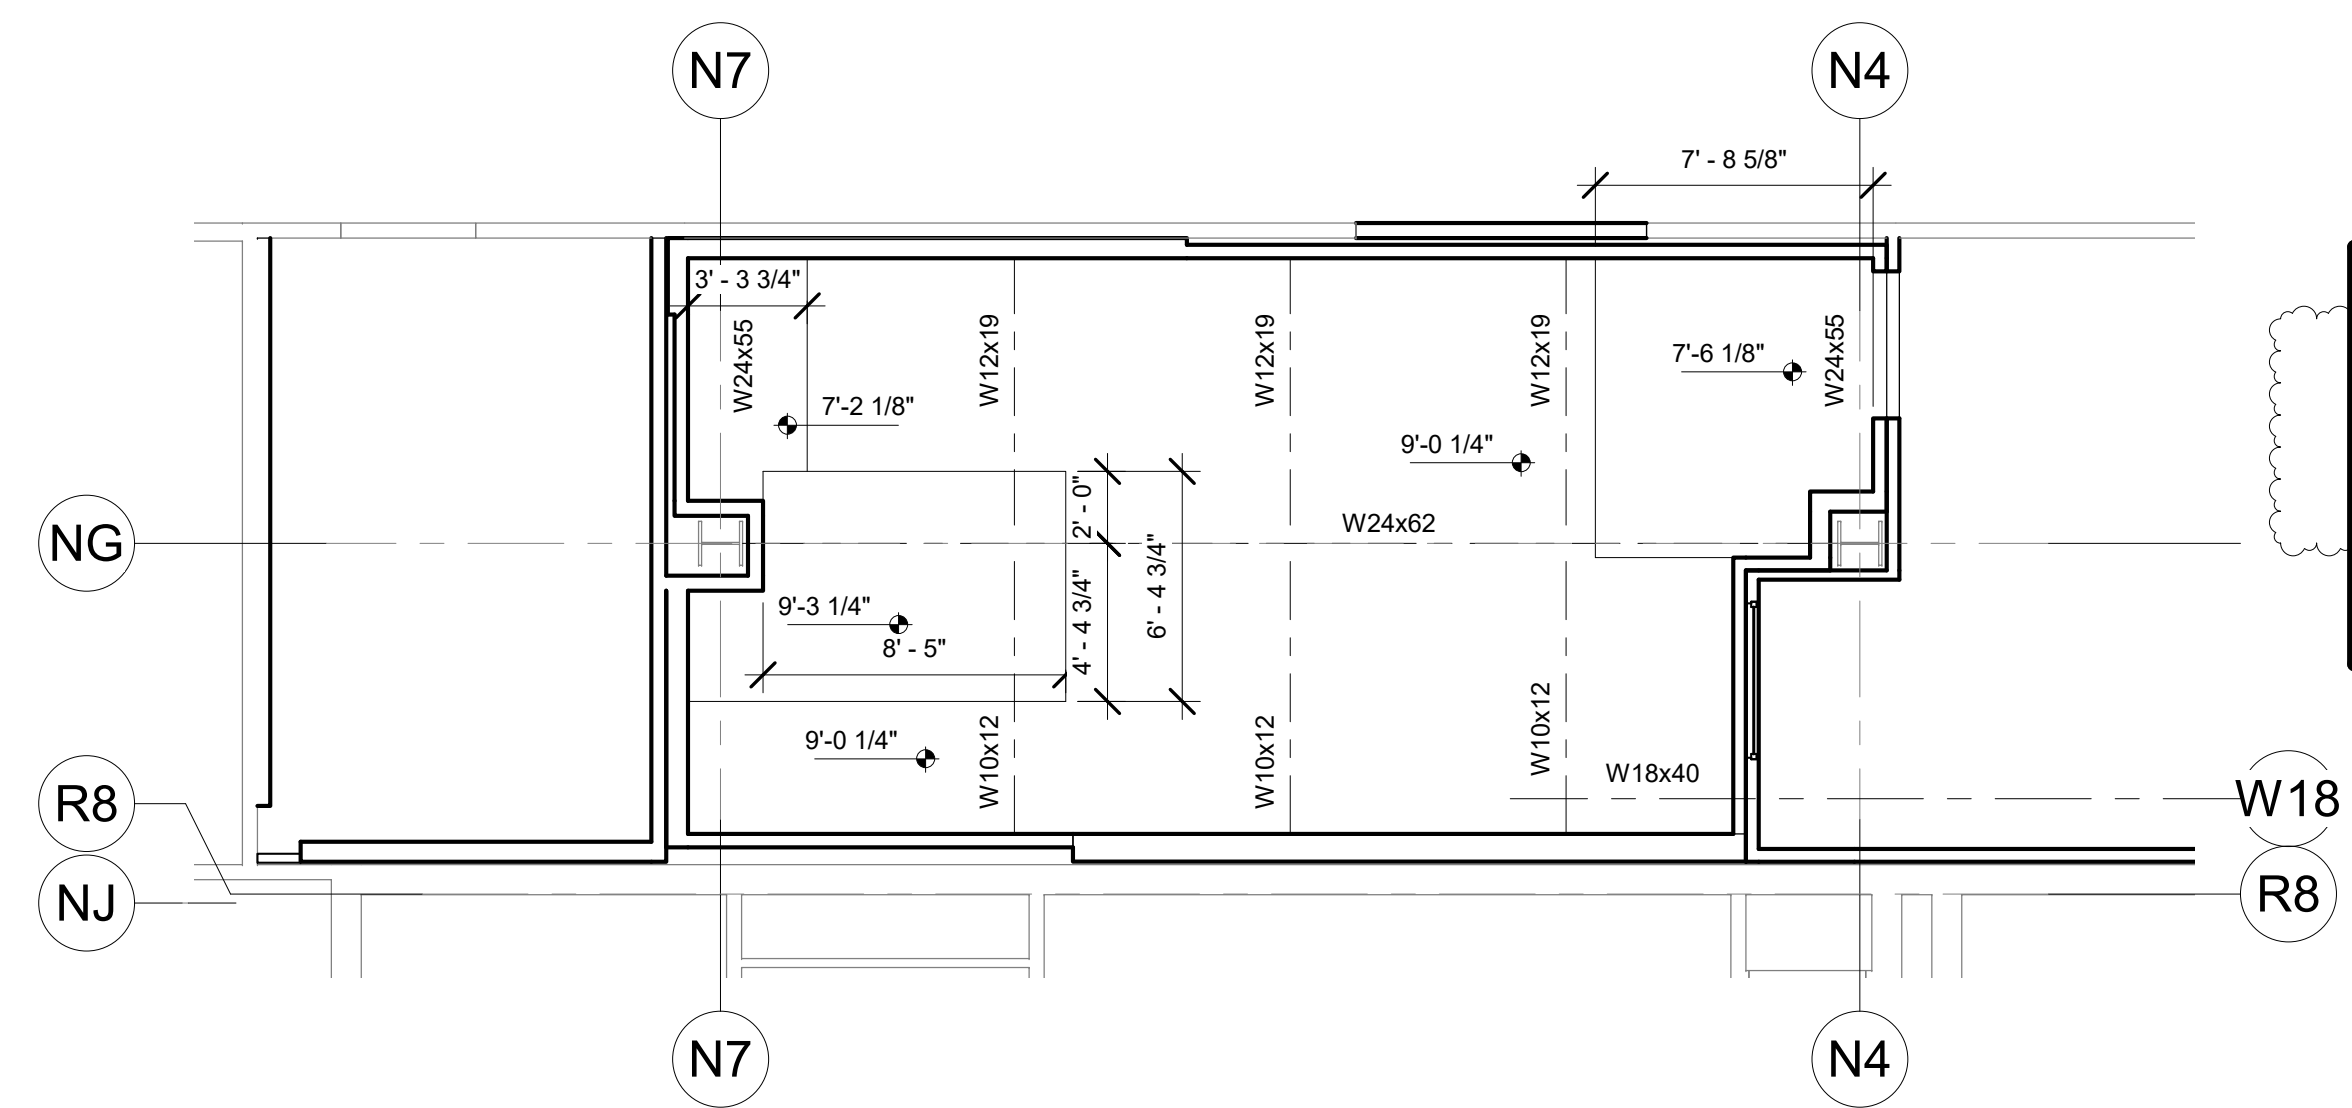 N7
N4
7' - 8 5/8"
3' - 3 3/4"
W24x55
W12x19
W12x19
W12x19
7'-6 1/8"
W24x55
7'-2 1/8"
9'-0 1/4"
2' - 0"
W24x62
NG
6' - 4 3/4"
4' - 4 3/4"
9'-3 1/4"
8' - 5"
W10x12
W10x12
W10x12
9'-0 1/4"
W18x40
R8
W18
NJ
R8
N7
N4